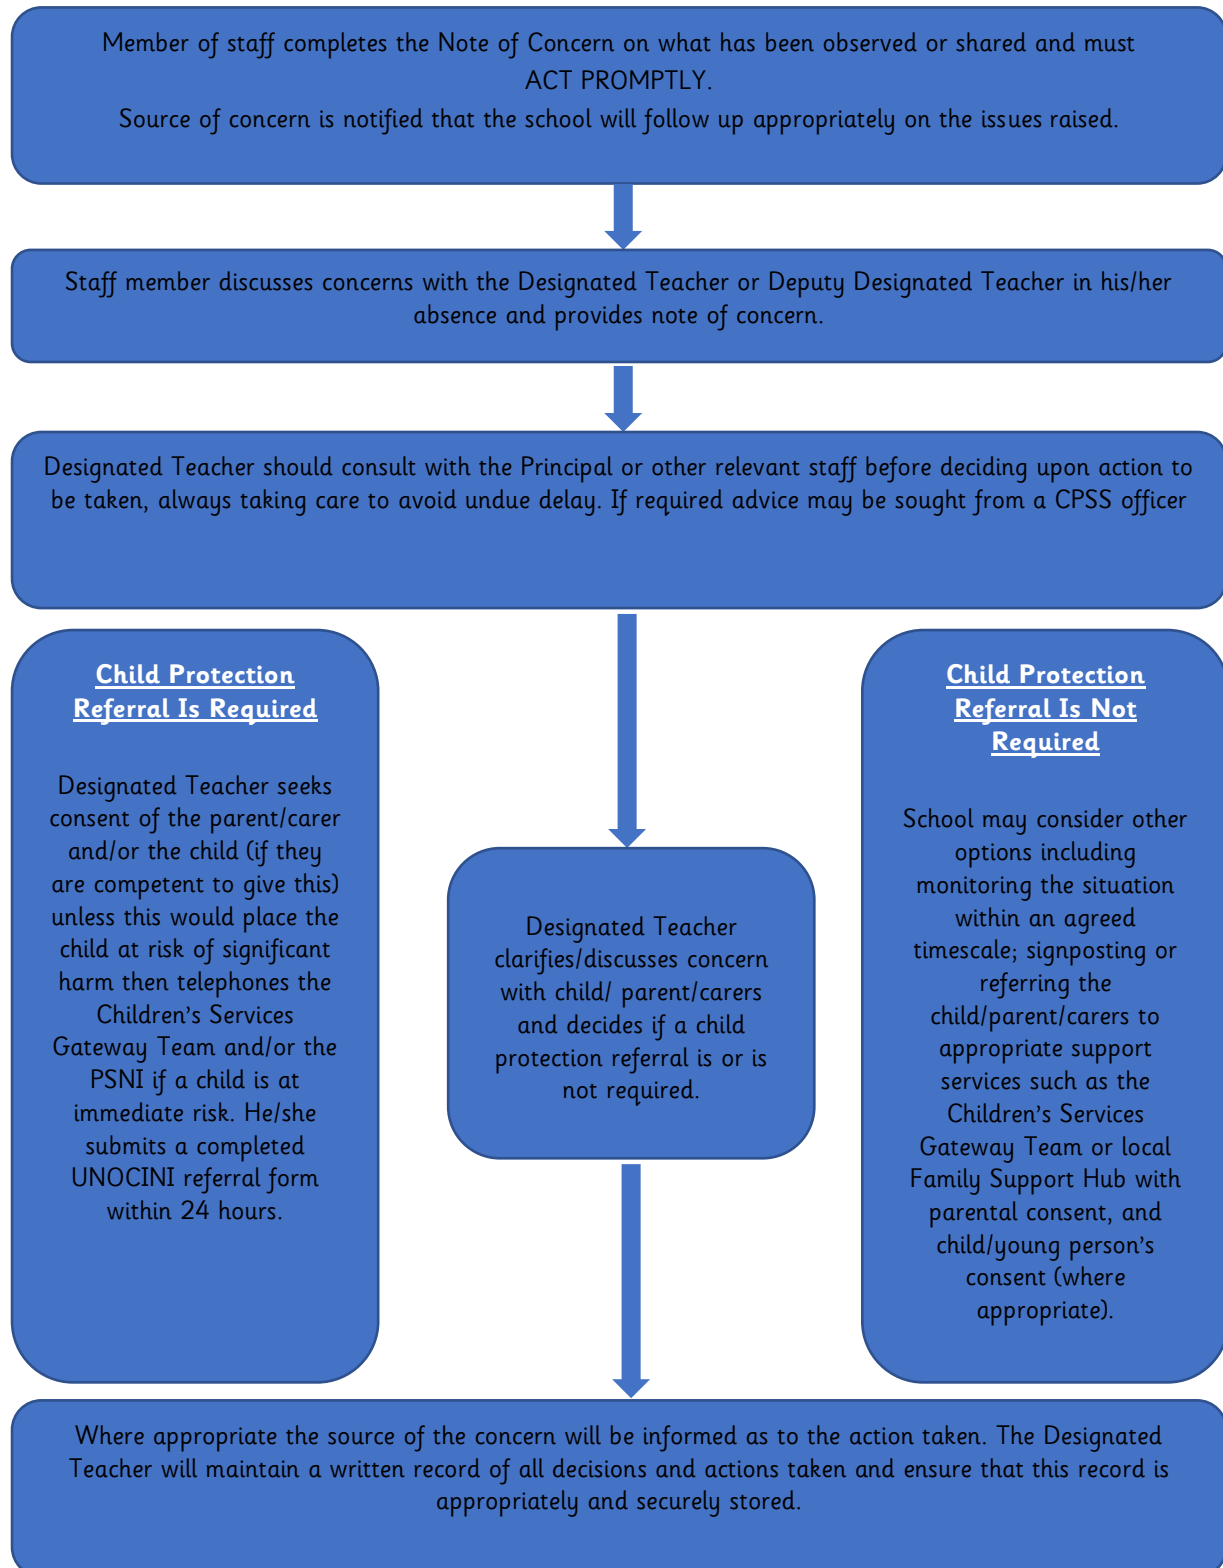 Member of staff completes the Note of Concern on what has been observed or shared and must
ACT PROMPTLY.
Source of concern is notified that the school will follow up appropriately on the issues raised.
Staff member discusses concerns with the Designated Teacher or Deputy Designated Teacher in his/her
absence and provides note of concern.
Designated Teacher should consult with the Principal or other relevant staff before deciding upon action to
be taken, always taking care to avoid undue delay. If required advice may be sought from a CPSS officer
Child Protection
Referral Is Required
Designated Teacher seeks
consent of the parent/carer
and/or the child (if they
are competent to give this)
unless this would place the
child at risk of significant
harm then telephones the
Children's Services
Gateway Team and/or the
PSNI if a child is at
immediate risk. He/she
submits a completed
UNOCINI referral form
within 24 hours.
Designated Teacher
clarifies/discusses concern
with child/ parent/carers
and decides if a child
protection referral is or is
not required.
Child Protection
Referral Is Not
Required
School may consider other
options including
monitoring the situation
within an agreed
timescale; signposting or
referring the
child/parent/carers to
appropriate support
services such as the
Children's Services
Gateway Team or local
Family Support Hub with
parental consent, and
child/young person's
consent (where
appropriate).
Where appropriate the source of the concern will be informed as to the action taken. The Designated
Teacher will maintain a written record of all decisions and actions taken and ensure that this record is
appropriately and securely stored.